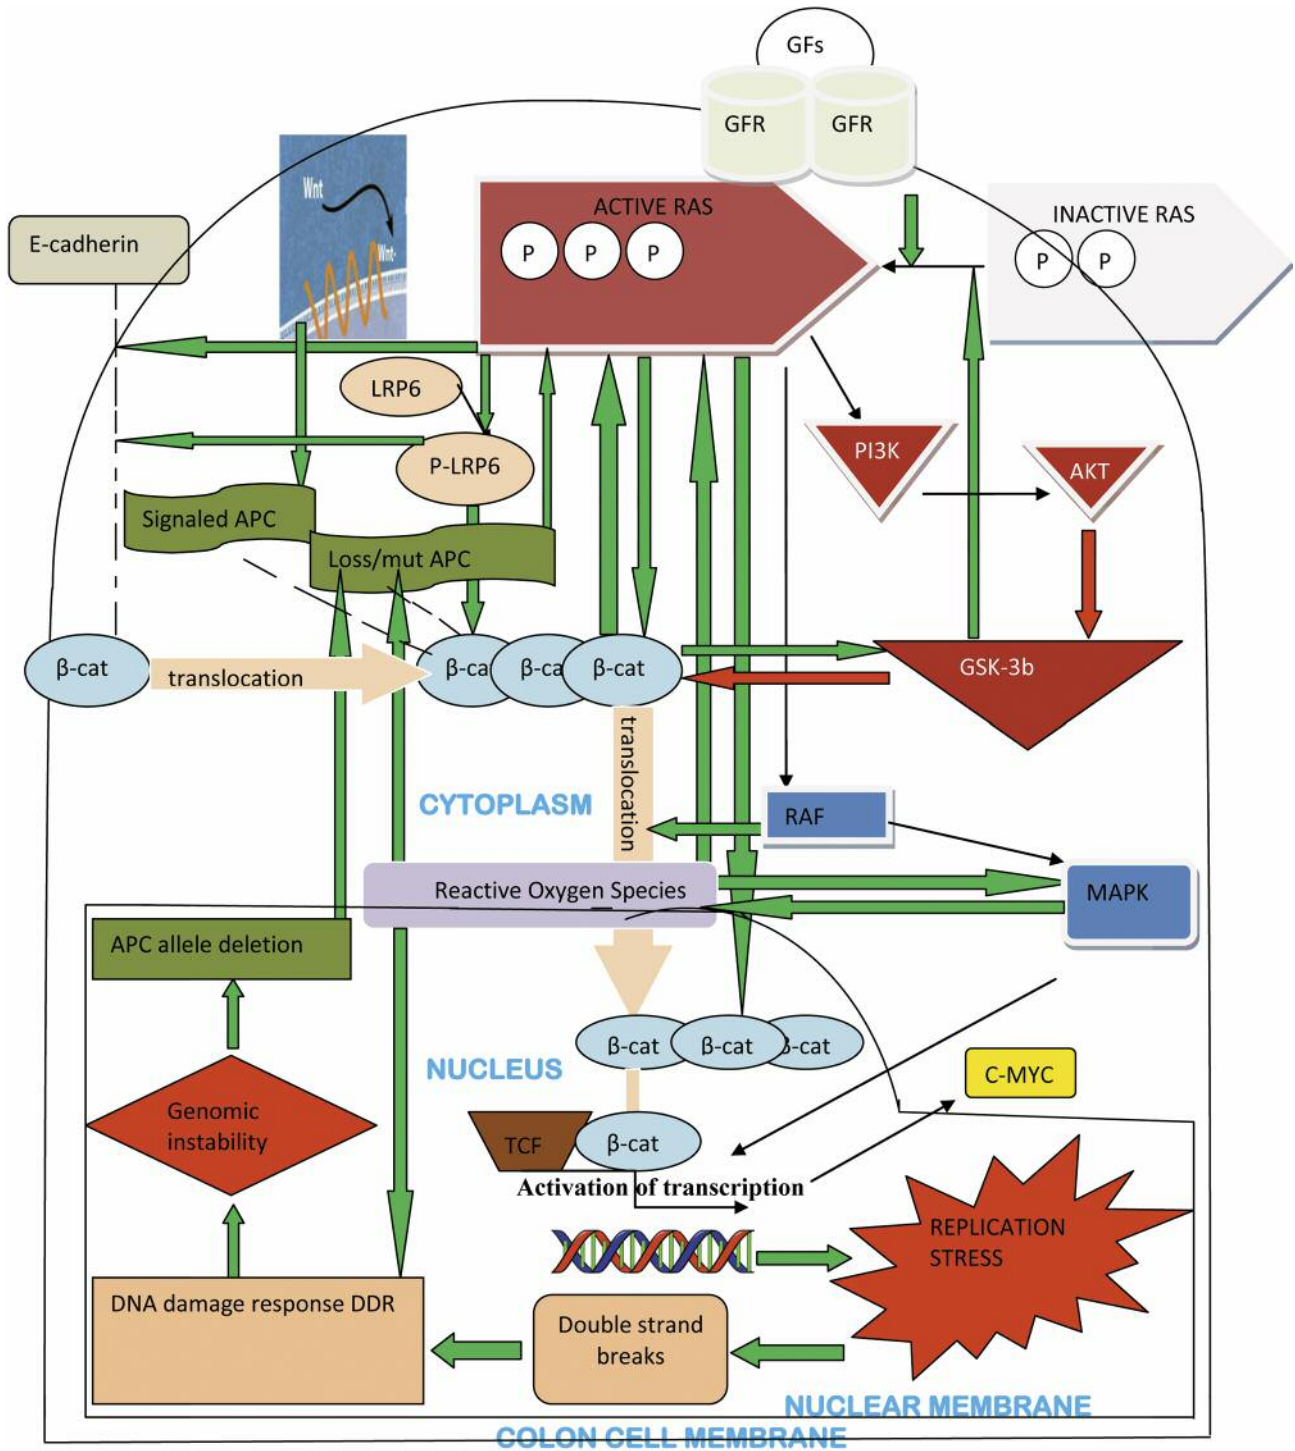 GFs
GFR
GFR
Wnt
Wnt-
E-cadherin
ACTIVE RAS
P
P
P
INACTIVE RAS
P
P
LRP6
P-LRP6
PI3K
AKT
Signaled APC
Loss/mut APC
β-cat
translocation
β-ca
β-ca
β-cat
GSK-3b
translocation
CYTOPLASM
RAF
Reactive Oxygen Species
MAPK
APC allele deletion
β-cat
β-cat
β-cat
NUCLEUS
C-MYC
Genomic
instability
TCF
β-cat
Activation of transcription
REPLICATION
STRESS
DNA damage response DDR
Double strand
breaks
NUCLEAR MEMBRANE
COLON CELL MEMBRANE